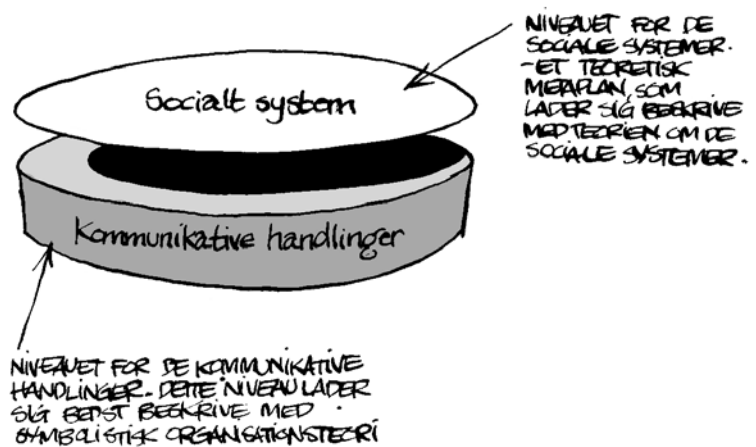 NIVEAUET FOR DE
SOCIALE SYSTEMER.
- ET TEORETISK
METAPLAN, SOM
LADER SIG BESKRIVE
MED TEORIEN OM DE
SOCIALE SYSTEMER.
Socialt system
Kommunikative handlinger
NIVEAUET FOR DE KOMMUNIKATIVE
HANDLINGER. DETTE NIVEAU LADER
SIG BEDST BESKRIVE MED
SYMBOLISTISK ORGANISATIONSTEORI